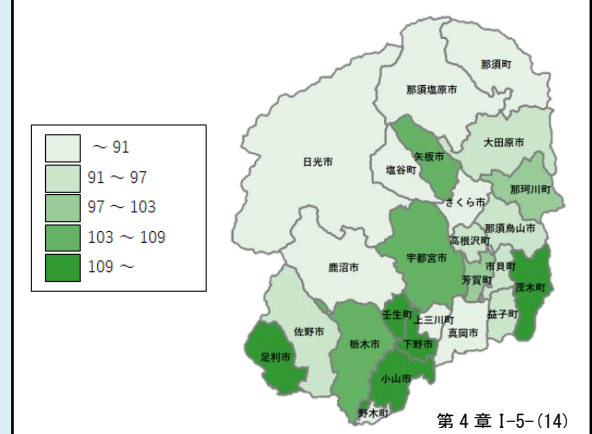 ～ 91
91 ～ 97
97 ～ 103
103 ～ 109
109 ～
那須町
那須塩原市
大田原市
矢板市
日光市
塩谷町
那珂川町
さくら市
那須烏山市
高根沢町
宇都宮市
鹿沼市
市貝町
芳賀町
茂木町
壬生町
上三川町
益子町
真岡市
佐野市
下野市
栃木市
足利市
小山市
野木町
第４章Ⅰ-5-(14)